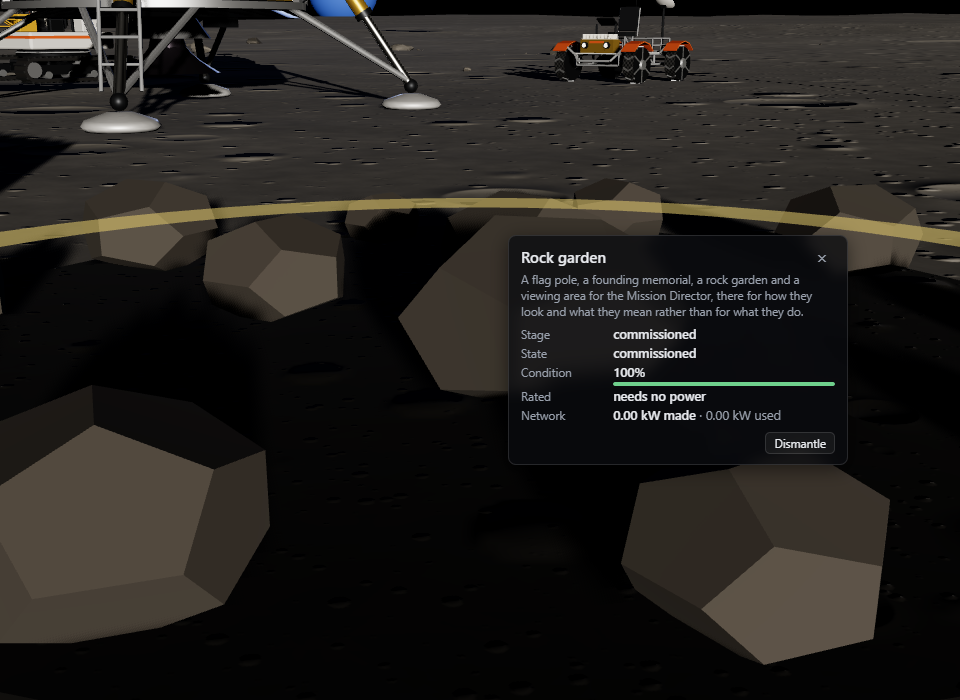 Rock garden
A flag pole, a founding memorial, a rock garden and a
viewing area for the Mission Director, there for how they
look and what they mean rather than for what they do.
Stage commissioned
State commissioned
Condition 100%
Rated needs no power
Network 0.00 kW made · 0.00 kW used
Dismantle